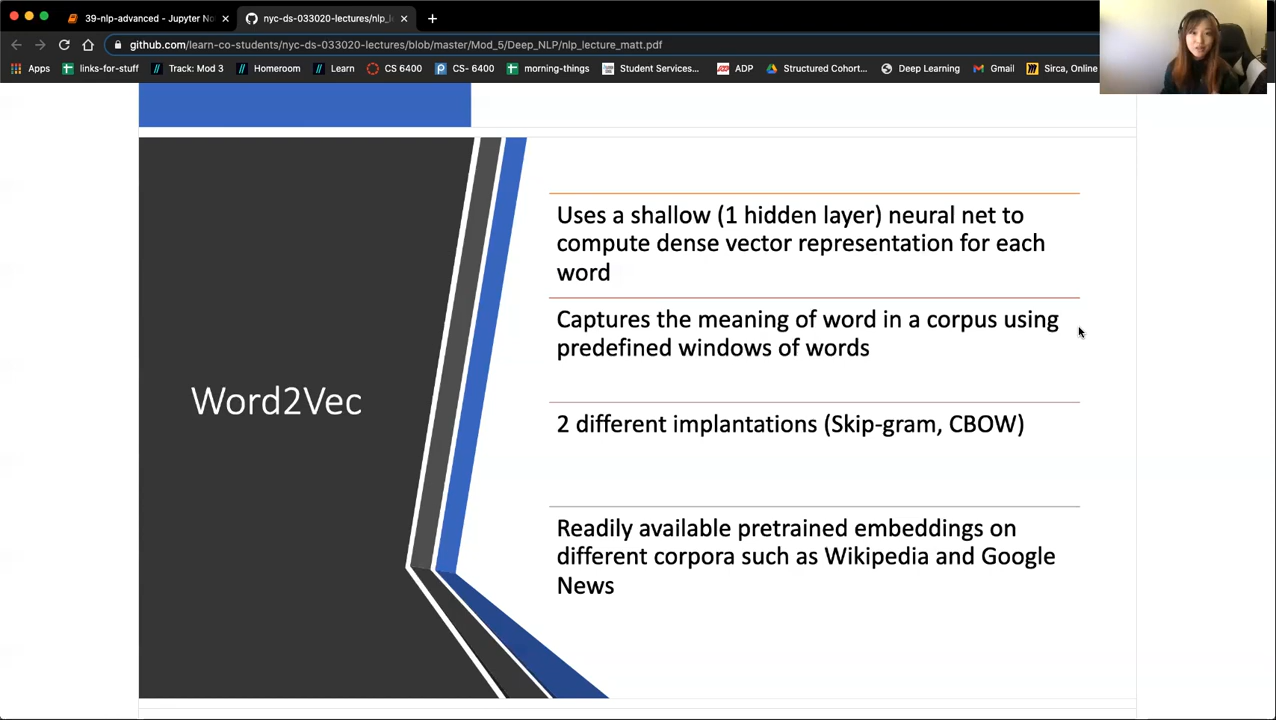 39-nlp-advanced - Jupyter No
nyc-ds-033020-lectures/nlp_l
github.com/learn-co-students/nyc-ds-033020-lectures/blob/master/Mod_5/Deep_NLP/nlp_lecture_matt.pdf
Apps links-for-stuff Track: Mod 3 Homeroom Learn CS 6400 CS- 6400 morning-things Student Services... ADP Structured Cohort... Deep Learning Gmail Sirca, Online
Word2Vec
Uses a shallow (1 hidden layer) neural net to
compute dense vector representation for each
word
Captures the meaning of word in a corpus using
predefined windows of words
2 different implantations (Skip-gram, CBOW)
Readily available pretrained embeddings on
different corpora such as Wikipedia and Google
News